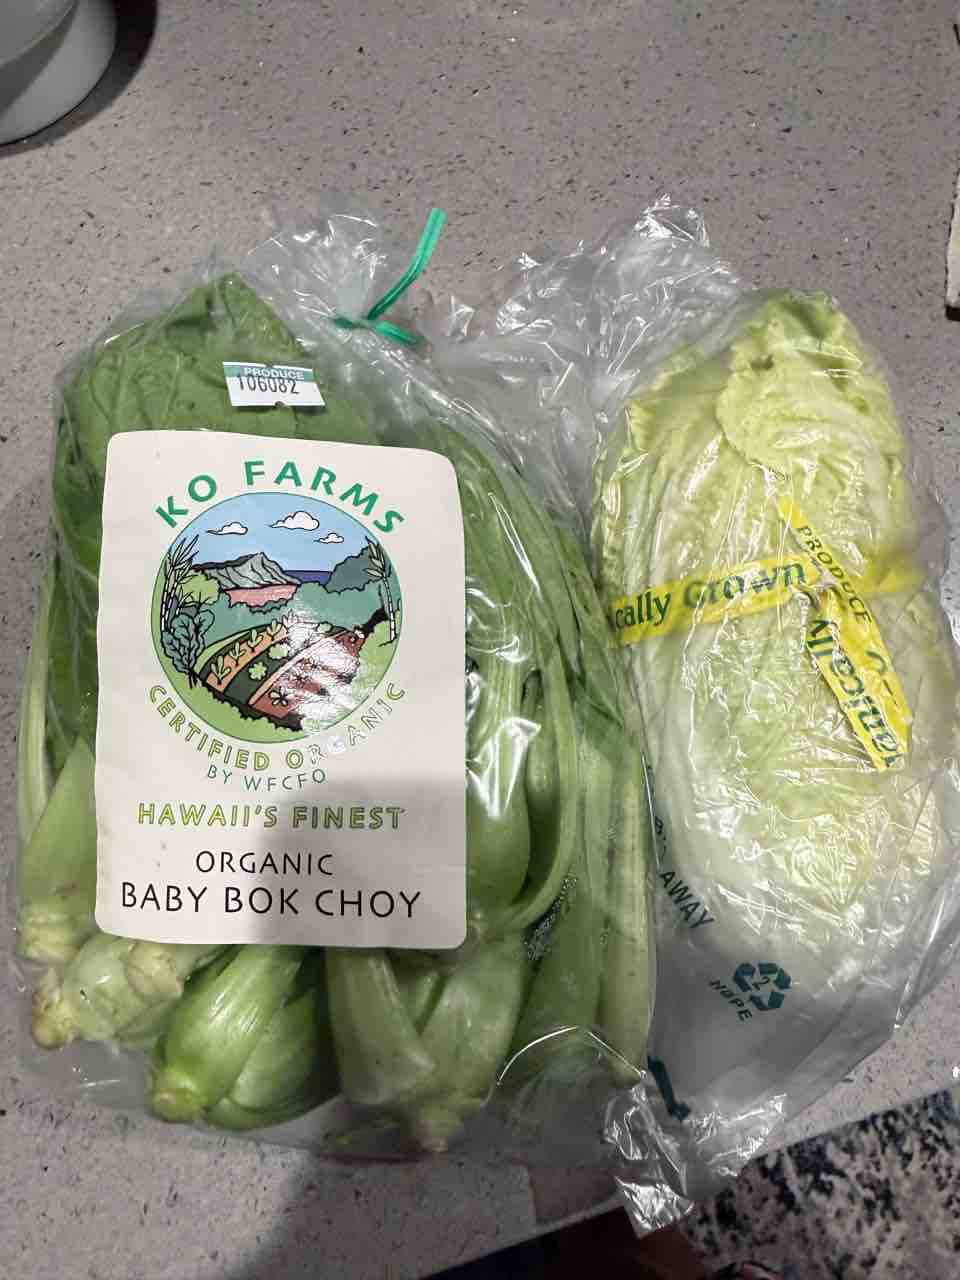 PRODUCE
106082
KO FARMS
CERTIFIED ORGANIC
BY WFCFO
HAWAII'S FINEST
ORGANIC
BABY BOK CHOY
cally Grown
PRODUCE
AWAY
2
HDPE